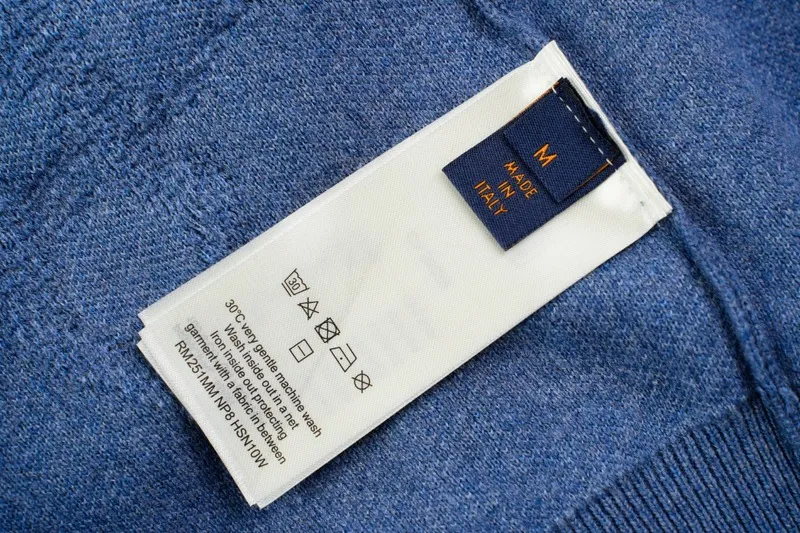 M
MADE
IN
ITALY
30
30°C very gentle machine wash
Wash inside out in a net
Iron inside out protecting
garment with a fabric in between
RM251MM NP8 HSN10W